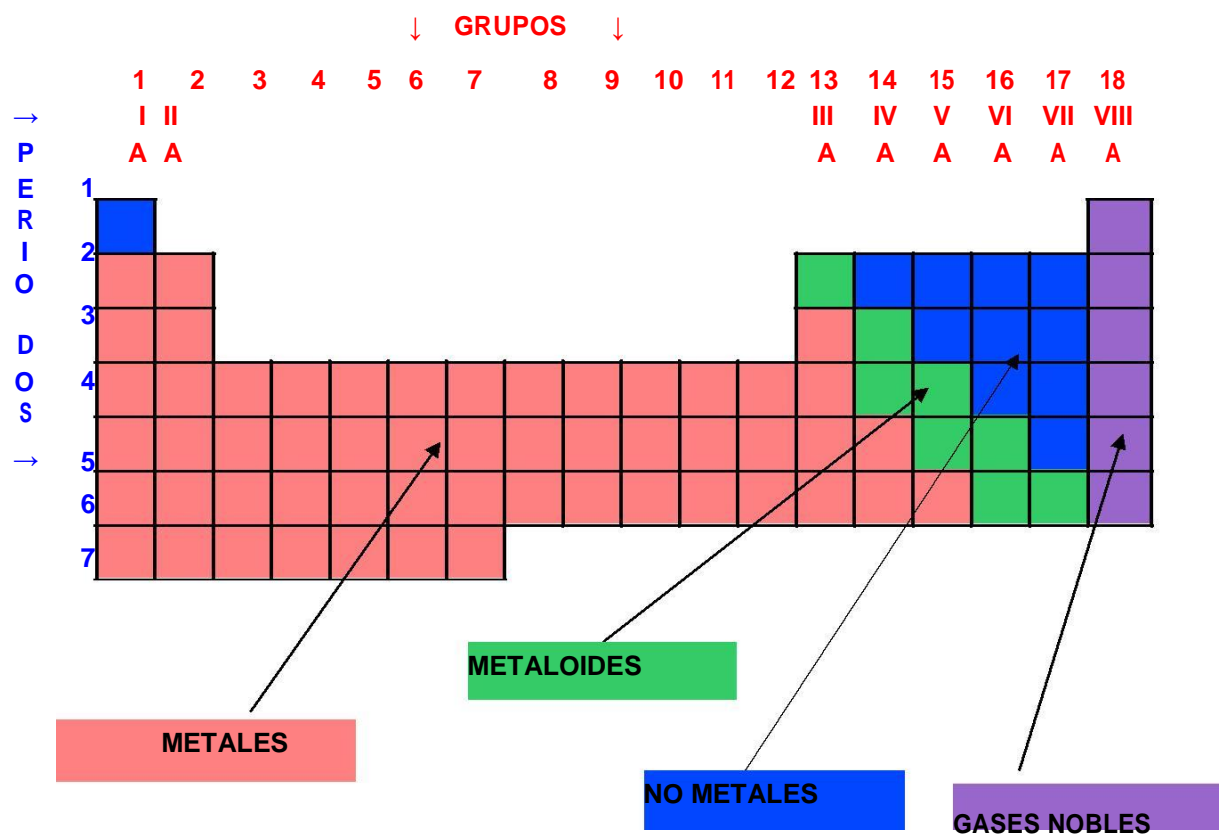 ↓ GRUPOS ↓
1 2 3 4 5 6 7 8 9 10 11 12 13 14 15 16 17 18
→ I II III IV V VI VII VIII
P A A A A A A A A
E 1
R
I 2
O
3
D
O 4
S
→ 5
6
7
METALOIDES
METALES
NO METALES
GASES NOBLES